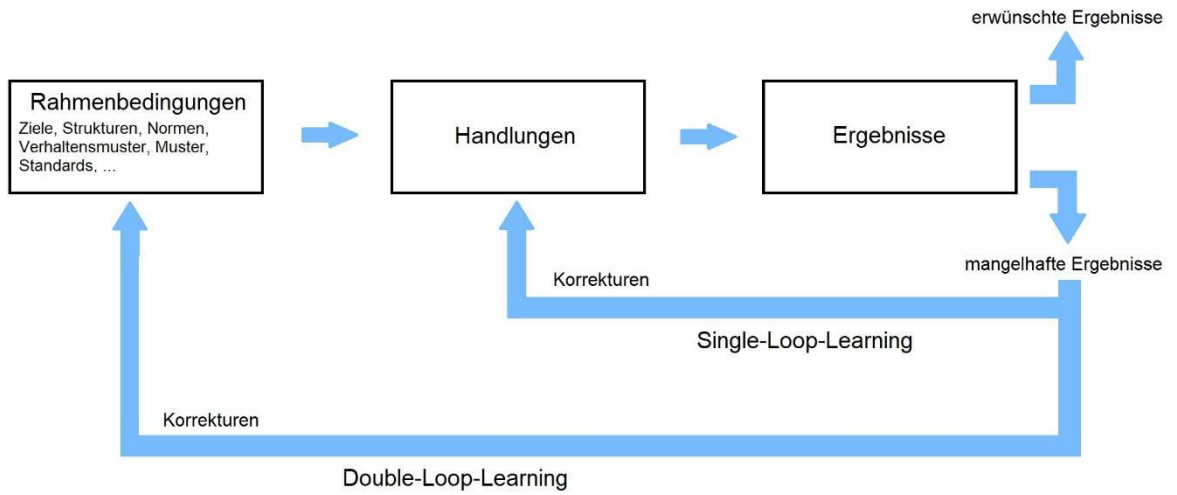 erwünschte Ergebnisse
Rahmenbedingungen
Ziele, Strukturen, Normen,
Verhaltensmuster, Muster,
Standards, ...
Handlungen
Ergebnisse
mangelhafte Ergebnisse
Korrekturen
Single-Loop-Learning
Korrekturen
Double-Loop-Learning